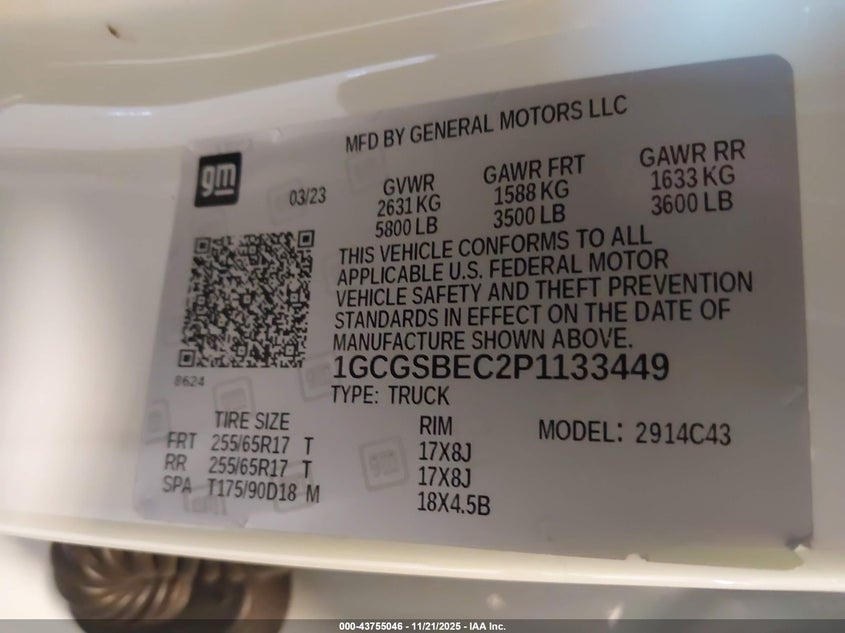 MFD BY GENERAL MOTORS LLC
gm
03/23
GVWR
2631 KG
5800 LB
GAWR FRT
1588 KG
3500 LB
GAWR RR
1633 KG
3600 LB
THIS VEHICLE CONFORMS TO ALL
APPLICABLE U.S. FEDERAL MOTOR
VEHICLE SAFETY AND THEFT PREVENTION
STANDARDS IN EFFECT ON THE DATE OF
MANUFACTURE SHOWN ABOVE.
8624
1GCGSBEC2P1133449
TYPE: TRUCK
TIRE SIZE
FRT 255/65R17 T
RR 255/65R17 T
SPA T175/90D18 M
RIM
17X8J
17X8J
18X4.5B
MODEL: 2914C43
gm
000-43755046 — 11/21/2025 — IAA Inc.